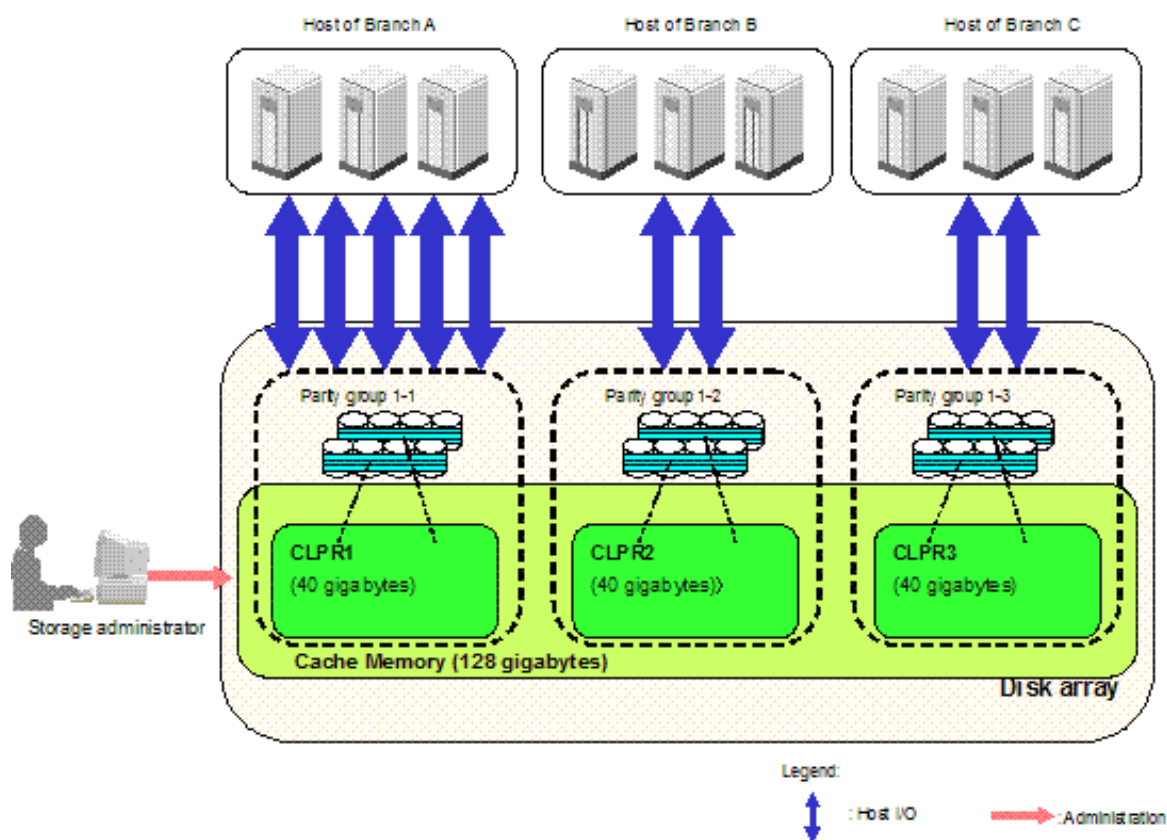 Host of Branch A
Host of Branch B
Host of Branch C
Parity group 1-1
Parity group 1-2
Parity group 1-3
CLPR1
(40 gigabytes)
CLPR2
(40 gigabytes))
CLPR3
(40 gigabytes)
Storage administrator
Cache Memory (128 gigabytes)
Disk array
Legend:
: Host I/O
: Administration